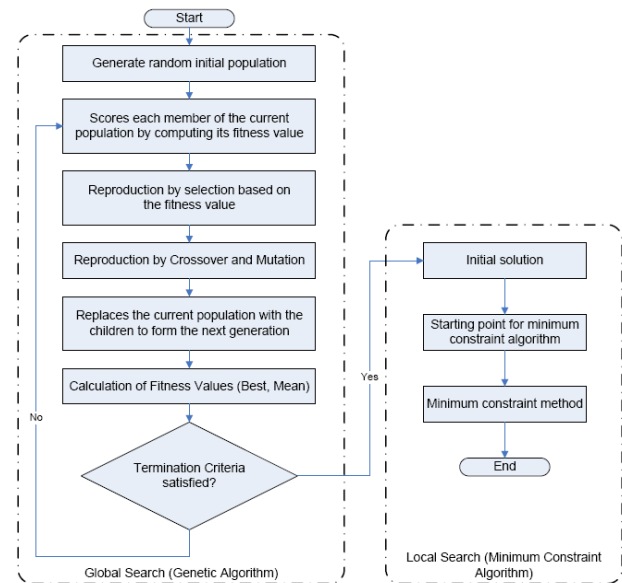 Start
Generate random initial population
Scores each member of the current
population by computing its fitness value
Reproduction by selection based on
the fitness value
Reproduction by Crossover and Mutation
Replaces the current population with the
children to form the next generation
Calculation of Fitness Values (Best, Mean)
No
Termination Criteria
satisfied?
Yes
Global Search (Genetic Algorithm)
Initial solution
Starting point for minimum
constraint algorithm
Minimum constraint method
End
Local Search (Minimum Constraint
Algorithm)